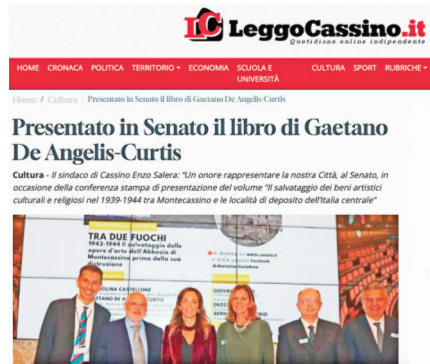 LC LeggoCassino.it
Quotidiano online indipendente
HOME CRONACA POLITICA TERRITORIO ECONOMIA SCUOLA E UNIVERSITÀ CULTURA SPORT RUBRICHE
Home / Cultura / Presentato in Senato il libro di Gaetano De Angelis-Curtis
Presentato in Senato il libro di Gaetano
De Angelis-Curtis
Cultura - Il sindaco di Cassino Enzo Salera: "Un onore rappresentare la nostra Città, al Senato, in
occasione della conferenza stampa di presentazione del volume "Il salvataggio dei beni artistici
culturali e religiosi nel 1939-1944 tra Montecassino e le località di deposito dell'Italia centrale"
TRA DUE FUOCHI
1943-1944 Il salvataggio delle
opere d'arte dell'Abbazia di
Montecassino prima della sua
distruzione